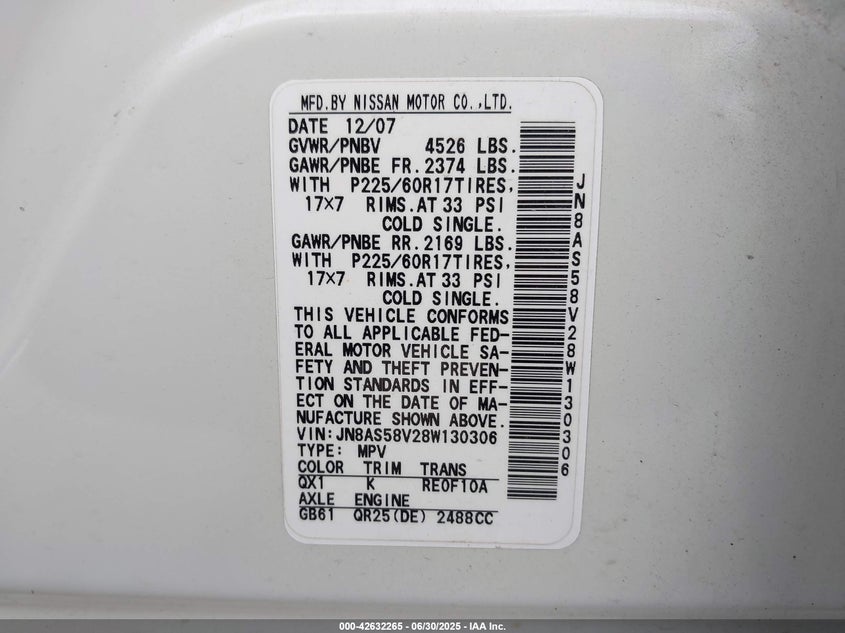 MFD.BY NISSAN MOTOR CO.,LTD.
DATE 12/07
GVWR/PNBV 4526 LBS.
GAWR/PNBE FR. 2374 LBS.
WITH P225/60R17TIRES,
17×7 RIMS.AT 33 PSI
COLD SINGLE.
GAWR/PNBE RR. 2169 LBS.
WITH P225/60R17TIRES,
17×7 RIMS.AT 33 PSI
COLD SINGLE.
THIS VEHICLE CONFORMS
TO ALL APPLICABLE FED-
ERAL MOTOR VEHICLE SA-
FETY AND THEFT PREVEN-
TION STANDARDS IN EFF-
ECT ON THE DATE OF MA-
NUFACTURE SHOWN ABOVE.
VIN:JN8AS58V28W130306
TYPE: MPV
COLOR TRIM TRANS
QX1 K RE0F10A
AXLE ENGINE
GB61 QR25(DE) 2488CC
JN8AS58V28W130306
000-42632265 - 06/30/2025 - IAA Inc.